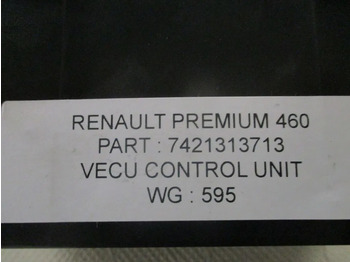 RENAULT PREMIUM 460
PART : 7421313713
VECU CONTROL UNIT
WG : 595